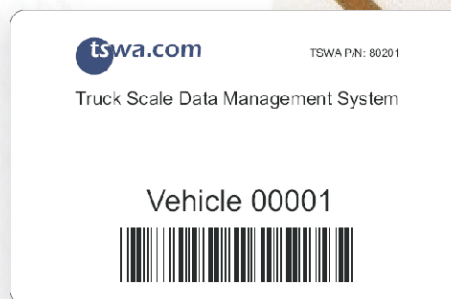 tswa.com
TSWA P/N: 80201
Truck Scale Data Management System
Vehicle 00001